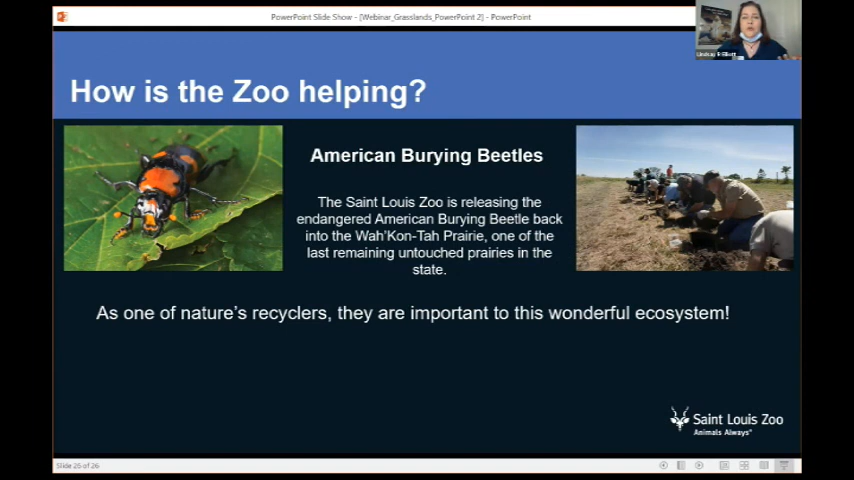 PowerPoint Slide Show - [Webinar_Grasslands_PowerPoint 2] - PowerPoint
Lindsay R Elliott
How is the Zoo helping?
American Burying Beetles
The Saint Louis Zoo is releasing the
endangered American Burying Beetle back
into the Wah'Kon-Tah Prairie, one of the
last remaining untouched prairies in the
state.
As one of nature's recyclers, they are important to this wonderful ecosystem!
Saint Louis Zoo
Animals Always®
Slide 26 of 26